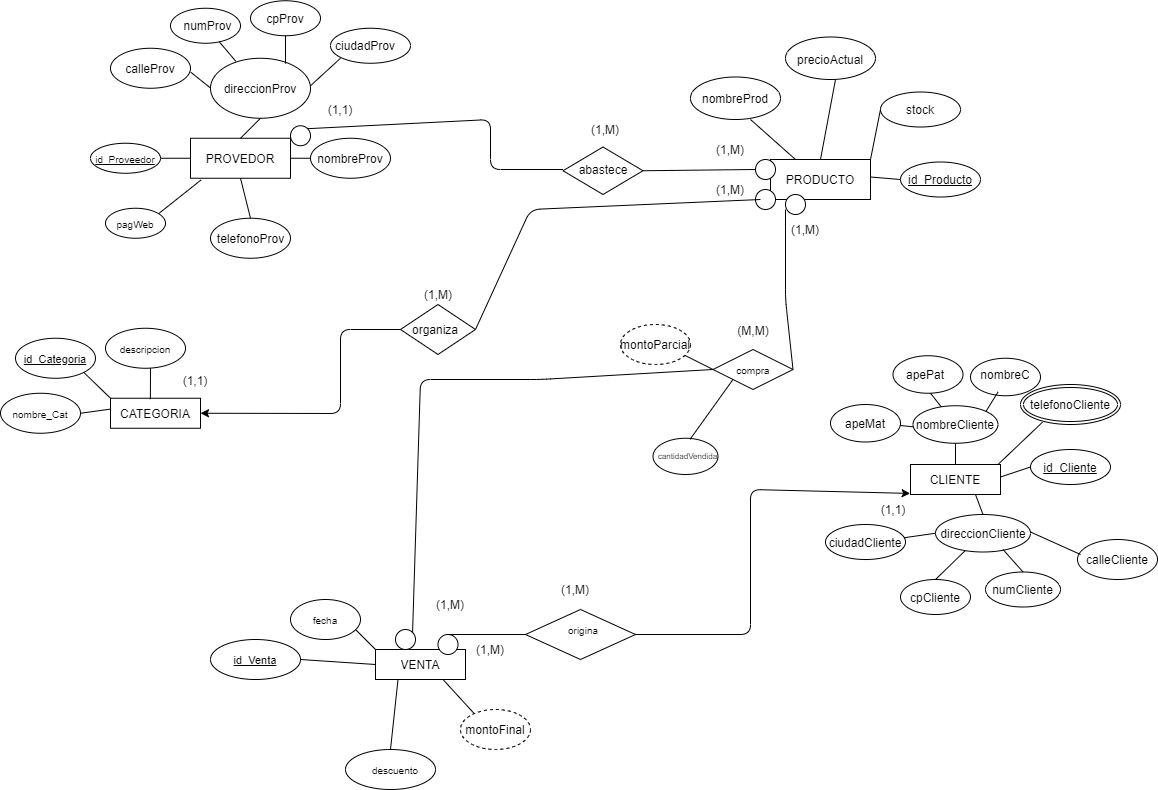 cpProv
numProv
ciudadProv
calleProv
direccionProv
precioActual
nombreProd
(1,1)
stock
(1,M)
(1,M)
id_Proveedor
PROVEDOR
nombreProv
abastece
PRODUCTO
id_Producto
(1,M)
pagWeb
telefonoProv
(1,M)
(1,M)
organiza
(M,M)
montoParcial
descripcion
id_Categoria
compra
(1,1)
apePat
nombreC
telefonoCliente
nombre_Cat
CATEGORIA
apeMat
nombreCliente
cantidadVendida
id_Cliente
CLIENTE
(1,1)
direccionCliente
ciudadCliente
calleCliente
(1,M)
numCliente
cpCliente
(1,M)
fecha
origina
(1,M)
id_Venta
VENTA
montoFinal
descuento